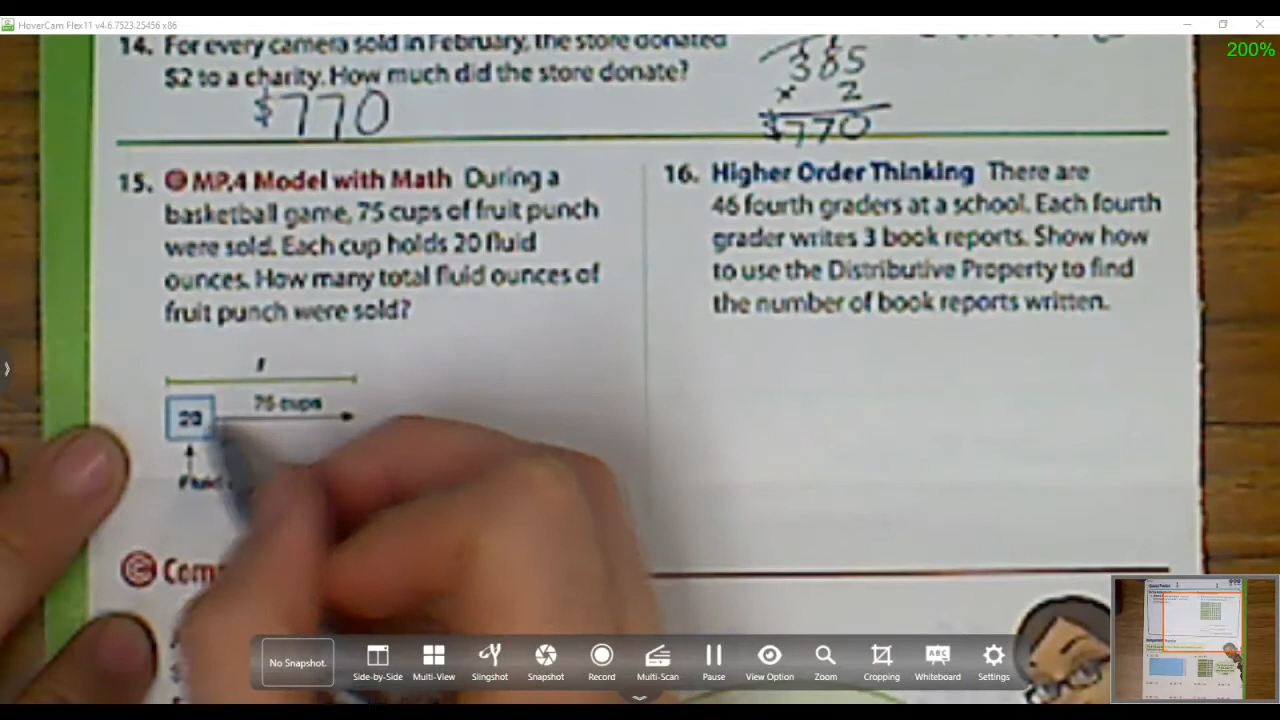 HoverCam Flex11 v4.6.7523.25456 x86
200%
14. For every camera sold in February, the store donated
$2 to a charity. How much did the store donate?
$770
385
× 2
$770
15. MP.4 Model with Math During a
basketball game, 75 cups of fruit punch
were sold. Each cup holds 20 fluid
ounces. How many total fluid ounces of
fruit punch were sold?
f
75 cups
20
Fluid
16. Higher Order Thinking There are
46 fourth graders at a school. Each fourth
grader writes 3 book reports. Show how
to use the Distributive Property to find
the number of book reports written.
No Snapshot.
Side-by-Side
Multi-View
Slingshot
Snapshot
Record
Multi-Scan
Pause
View Option
Zoom
Cropping
ABC
Whiteboard
Settings